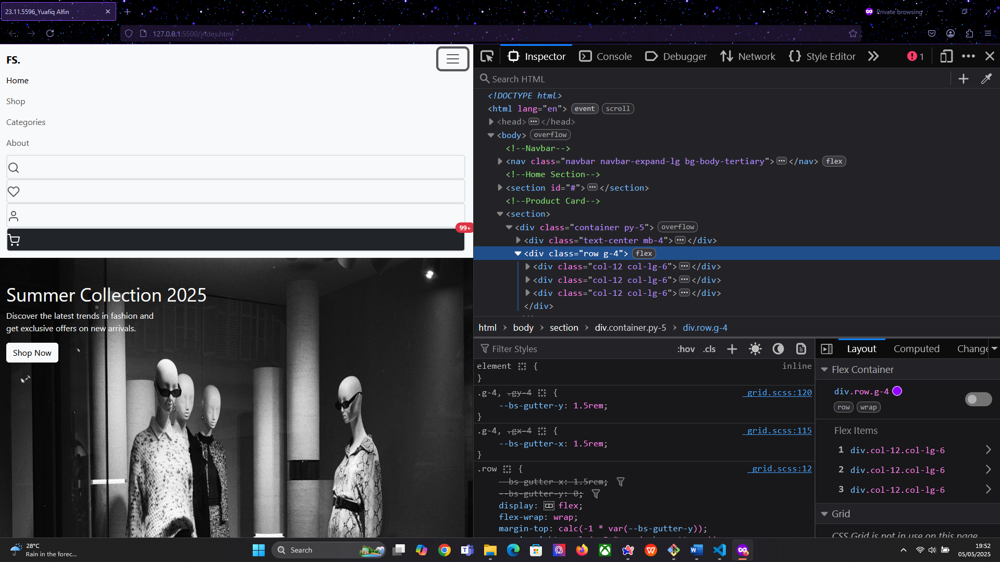 23.11.5596_Yuafiq Alfin
Private browsing
127.0.0.1:5500/index.html
FS.
Home
Shop
Categories
About
99+
Summer Collection 2025
Discover the latest trends in fashion and
get exclusive offers on new arrivals.
Shop Now
Inspector
Console
Debugger
Network
{} Style Editor
1
Search HTML
<!DOCTYPE html>
<html lang="en"> event scroll
<head> ••• </head>
<body> overflow
<!--Navbar-->
<nav class="navbar navbar-expand-lg bg-body-tertiary"> ••• </nav> flex
<!--Home Section-->
<section id="#"> ••• </section>
<!--Product Card-->
<section>
<div class="container py-5"> overflow
<div class="text-center mb-4"> ••• </div>
<div class="row g-4"> flex
<div class="col-12 col-lg-6"> ••• </div>
<div class="col-12 col-lg-6"> ••• </div>
<div class="col-12 col-lg-6"> ••• </div>
</div>
html > body > section > div.container.py-5 > div.row.g-4
Filter Styles
:hov .cls
element { inline
}
.g-4, .gy-4 { _grid.scss:120
--bs-gutter-y: 1.5rem;
}
.g-4, .gx-4 { _grid.scss:115
--bs-gutter-x: 1.5rem;
}
.row { _grid.scss:12
--bs-gutter-x: 1.5rem;
--bs-gutter-y: 0;
display: flex;
flex-wrap: wrap;
margin-top: calc(-1 * var(--bs-gutter-y));
Layout
Computed
Change
Flex Container
div.row.g-4
row wrap
Flex Items
1 div.col-12.col-lg-6
2 div.col-12.col-lg-6
3 div.col-12.col-lg-6
Grid
CSS Grid is not in use on this page
28°C
Rain in the forec...
Search
19:52
05/05/2025